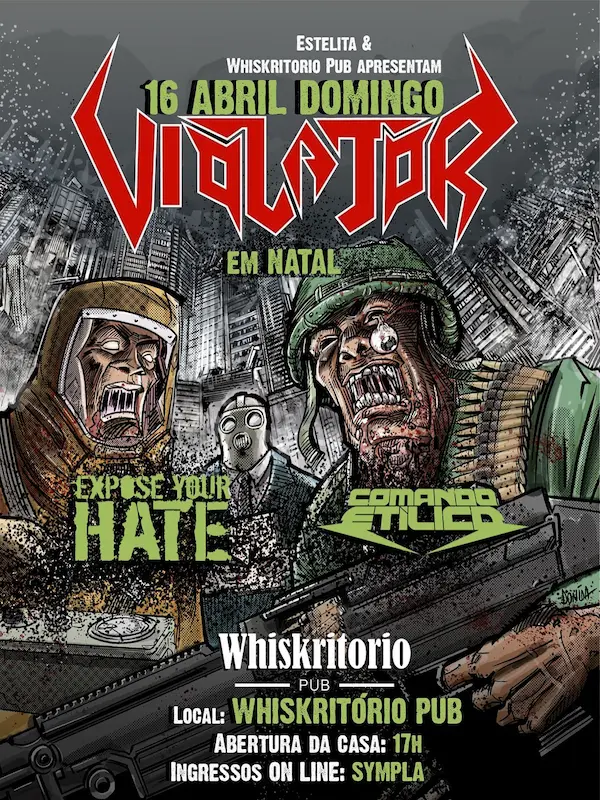 ESTELITA &
WHISKRITORIO PUB APRESENTAM
16 ABRIL DOMINGO
VIOLATOR
EM NATAL
EXPOSE YOUR
HATE
COMANDO
ETÍLICO
Whiskritorio
PUB
LOCAL: WHISKRITÓRIO PUB
ABERTURA DA CASA: 17H
INGRESSOS ON LINE: SYMPLA